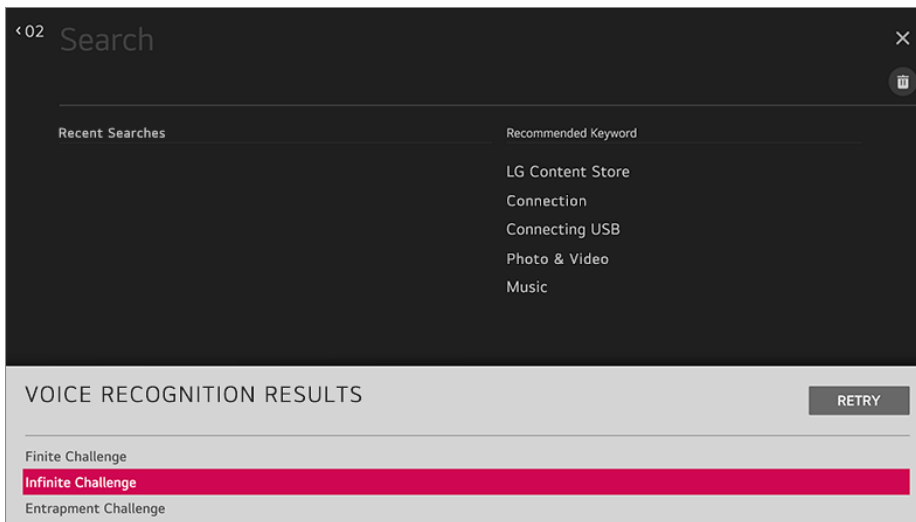 02
Search
Recent Searches
Recommended Keyword
LG Content Store
Connection
Connecting USB
Photo & Video
Music
VOICE RECOGNITION RESULTS
RETRY
Finite Challenge
Infinite Challenge
Entrapment Challenge